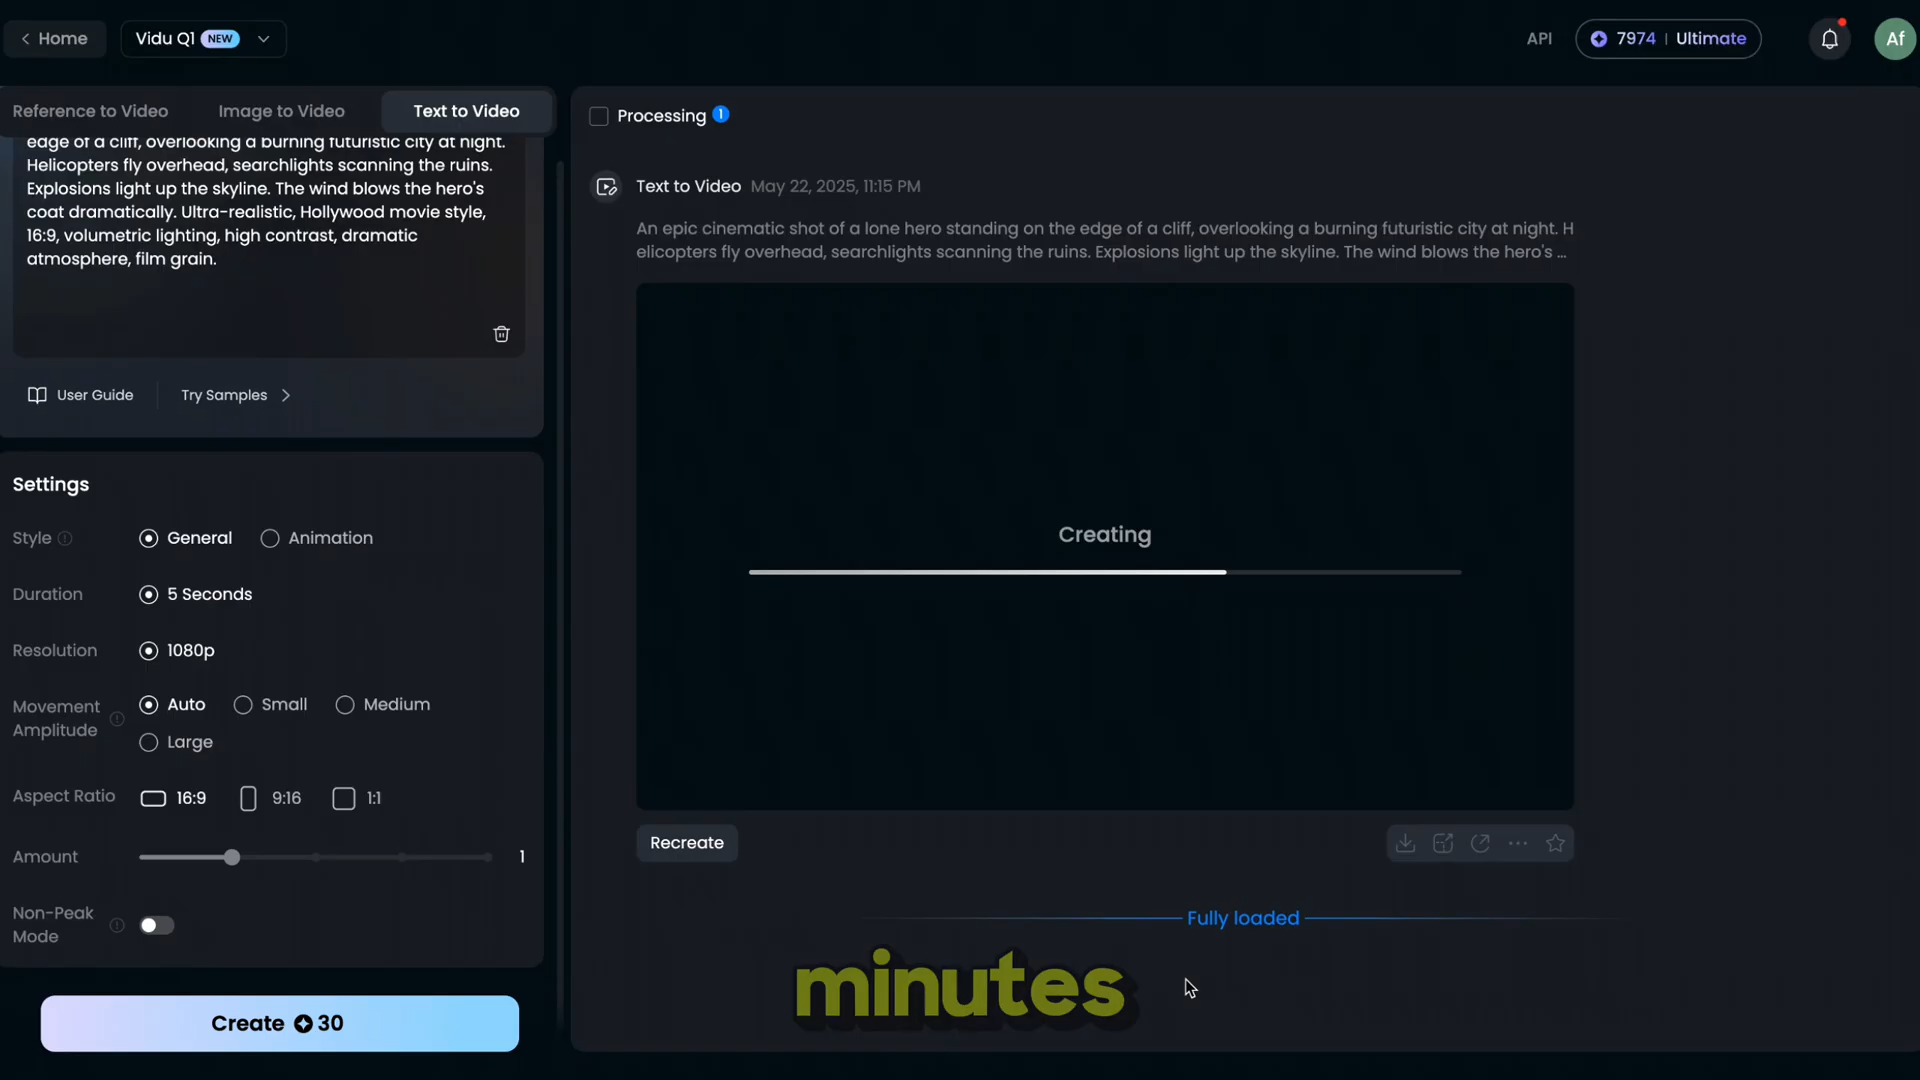 Home
Vidu Q1 NEW
API
7974 | Ultimate
Af
Reference to Video
Image to Video
Text to Video
edge of a cliff, overlooking a burning futuristic city at night.
Helicopters fly overhead, searchlights scanning the ruins.
Explosions light up the skyline. The wind blows the hero's
coat dramatically. Ultra-realistic, Hollywood movie style,
16:9, volumetric lighting, high contrast, dramatic
atmosphere, film grain.
User Guide
Try Samples
Settings
Style
General
Animation
Duration
5 Seconds
Resolution
1080p
Movement
Amplitude
Auto
Small
Medium
Large
Aspect Ratio
16:9
9:16
1:1
Amount
1
Non-Peak
Mode
Create 30
Processing 1
Text to Video May 22, 2025, 11:15 PM
An epic cinematic shot of a lone hero standing on the edge of a cliff, overlooking a burning futuristic city at night. H
elicopters fly overhead, searchlights scanning the ruins. Explosions light up the skyline. The wind blows the hero's ...
Creating
Recreate
Fully loaded
minutes